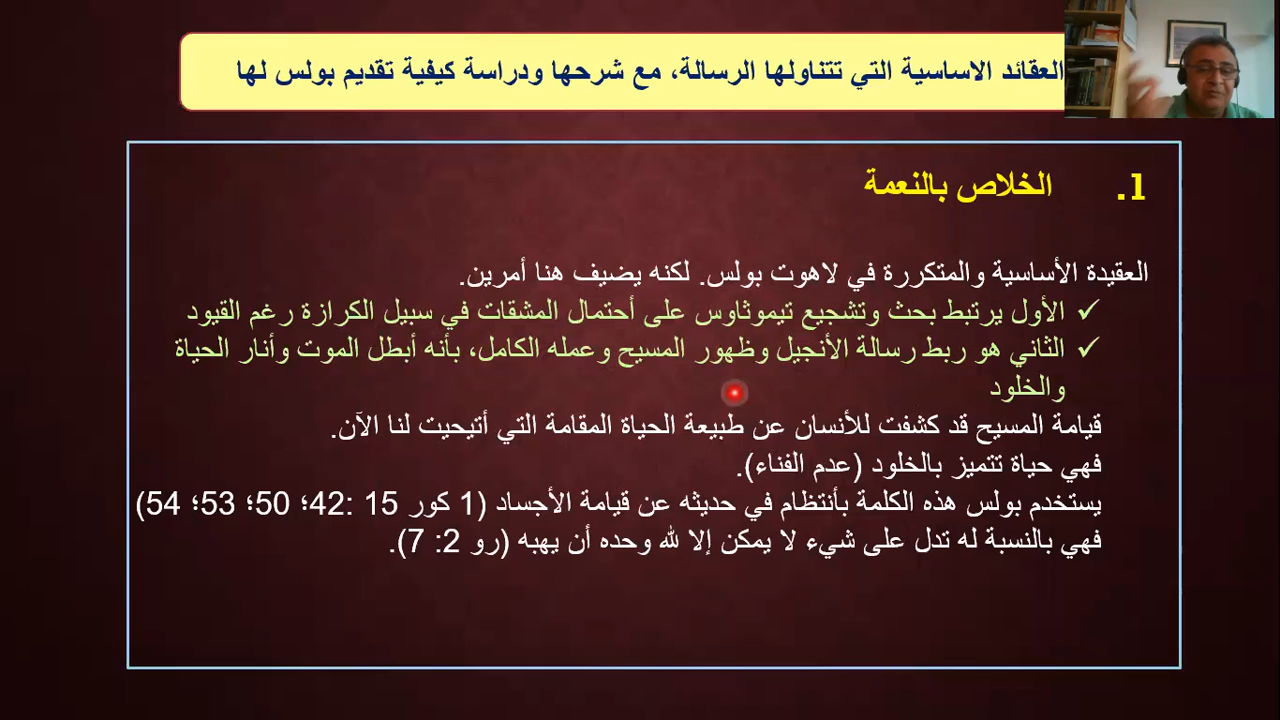 العقائد الاساسية التي تتناولها الرسالة، مع شرحها ودراسة كيفية تقديم بولس لها
1. الخلاص بالنعمة
العقيدة الأساسية والمتكررة في لاهوت بولس. لكنه يضيف هنا أمرين.
✓ الأول يرتبط بحث وتشجيع تيموثاوس على أحتمال المشقات في سبيل الكرازة رغم القيود
✓ الثاني هو ربط رسالة الأنجيل وظهور المسيح وعمله الكامل، بأنه أبطل الموت وأنار الحياة
والخلود
قيامة المسيح قد كشفت للأنسان عن طبيعة الحياة المقامة التي أتيحيت لنا الآن.
فهي حياة تتميز بالخلود (عدم الفناء).
يستخدم بولس هذه الكلمة بأنتظام في حديثه عن قيامة الأجساد (1 كور 15 :42؛ 50؛ 53؛ 54)
فهي بالنسبة له تدل على شيء لا يمكن إلا لله وحده أن يهبه (رو 2: 7).